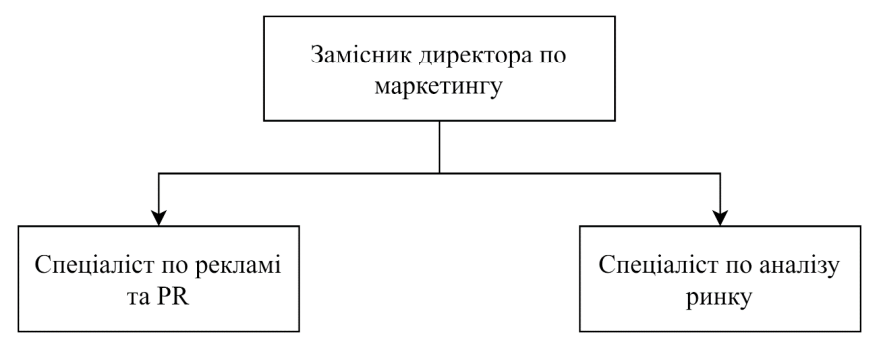 Замісник директора по
маркетингу
Спеціаліст по рекламі
та PR
Спеціаліст по аналізу
ринку